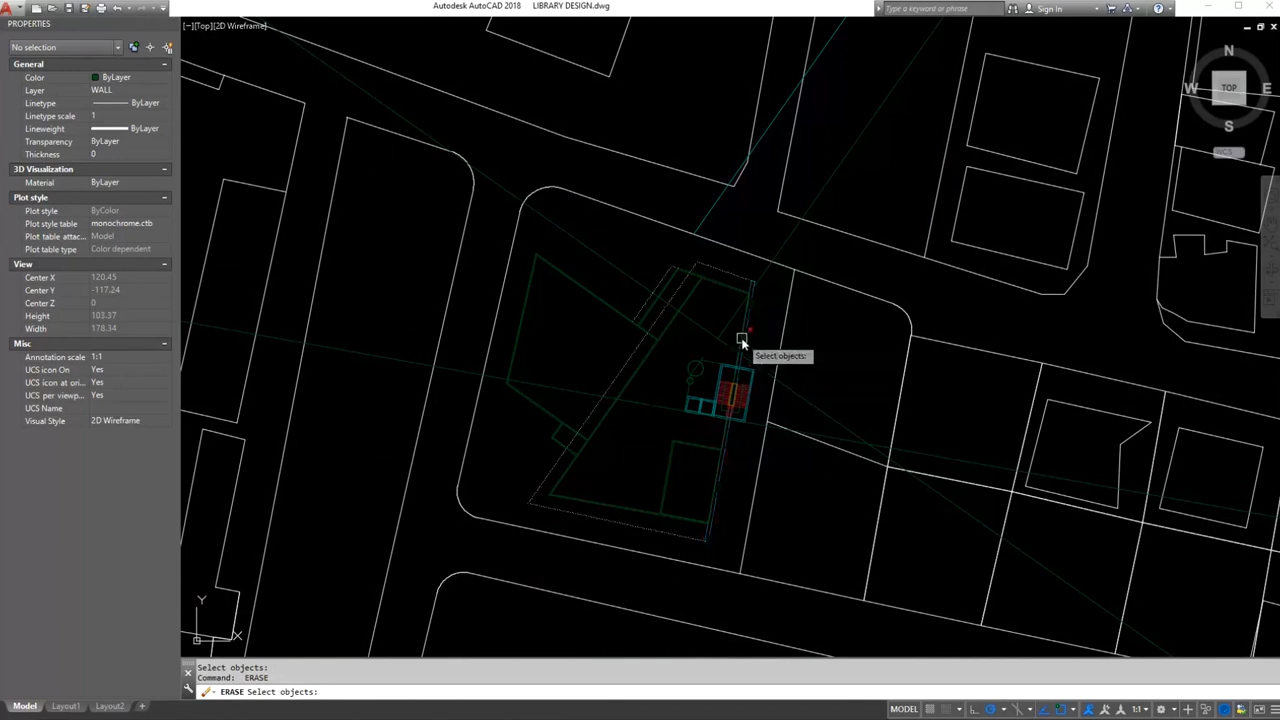 Autodesk AutoCAD 2018 LIBRARY DESIGN.dwg
Type a keyword or phrase
Sign In
PROPERTIES
[−][Top][2D Wireframe]
No selection
General
Color ByLayer
Layer WALL
Linetype ByLayer
Linetype scale 1
Lineweight ByLayer
Transparency ByLayer
Thickness 0
3D Visualization
Material ByLayer
Plot style
Plot style ByColor
Plot style table monochrome.ctb
Plot table attac... Model
Plot table type Color dependent
View
Center X 120.45
Center Y -117.24
Center Z 0
Height 103.37
Width 178.34
Misc
Annotation scale 1:1
UCS icon On Yes
UCS icon at ori... Yes
UCS per viewp... Yes
UCS Name
Visual Style 2D Wireframe
N
W TOP E
S
WCS
Select objects:
Y
X
Select objects:
Command: ERASE
ERASE Select objects:
Model Layout1 Layout2 +
MODEL
1:1